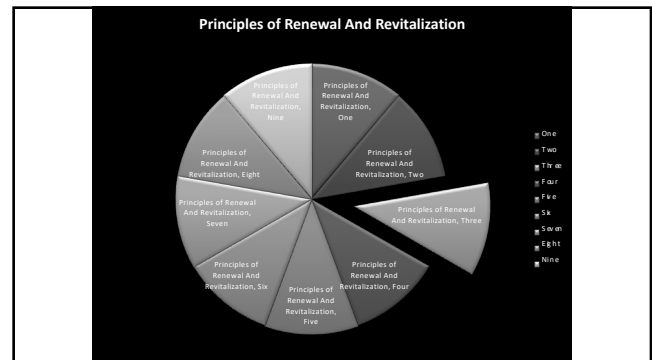 Principles of Renewal And Revitalization
Principles of
Renewal And
Revitalization,
One
Principles of
Renewal And
Revitalization, Two
Principles of Renewal
And Revitalization, Three
Principles of
Renewal And
Revitalization, Four
Principles of
Renewal And
Revitalization,
Five
Principles of
Renewal And
Revitalization, Six
Principles of Renewal
And Revitalization,
Seven
Principles of
Renewal And
Revitalization, Eight
Principles of
Renewal And
Revitalization,
Nine
One
Two
Three
Four
Five
Six
Seven
Eight
Nine